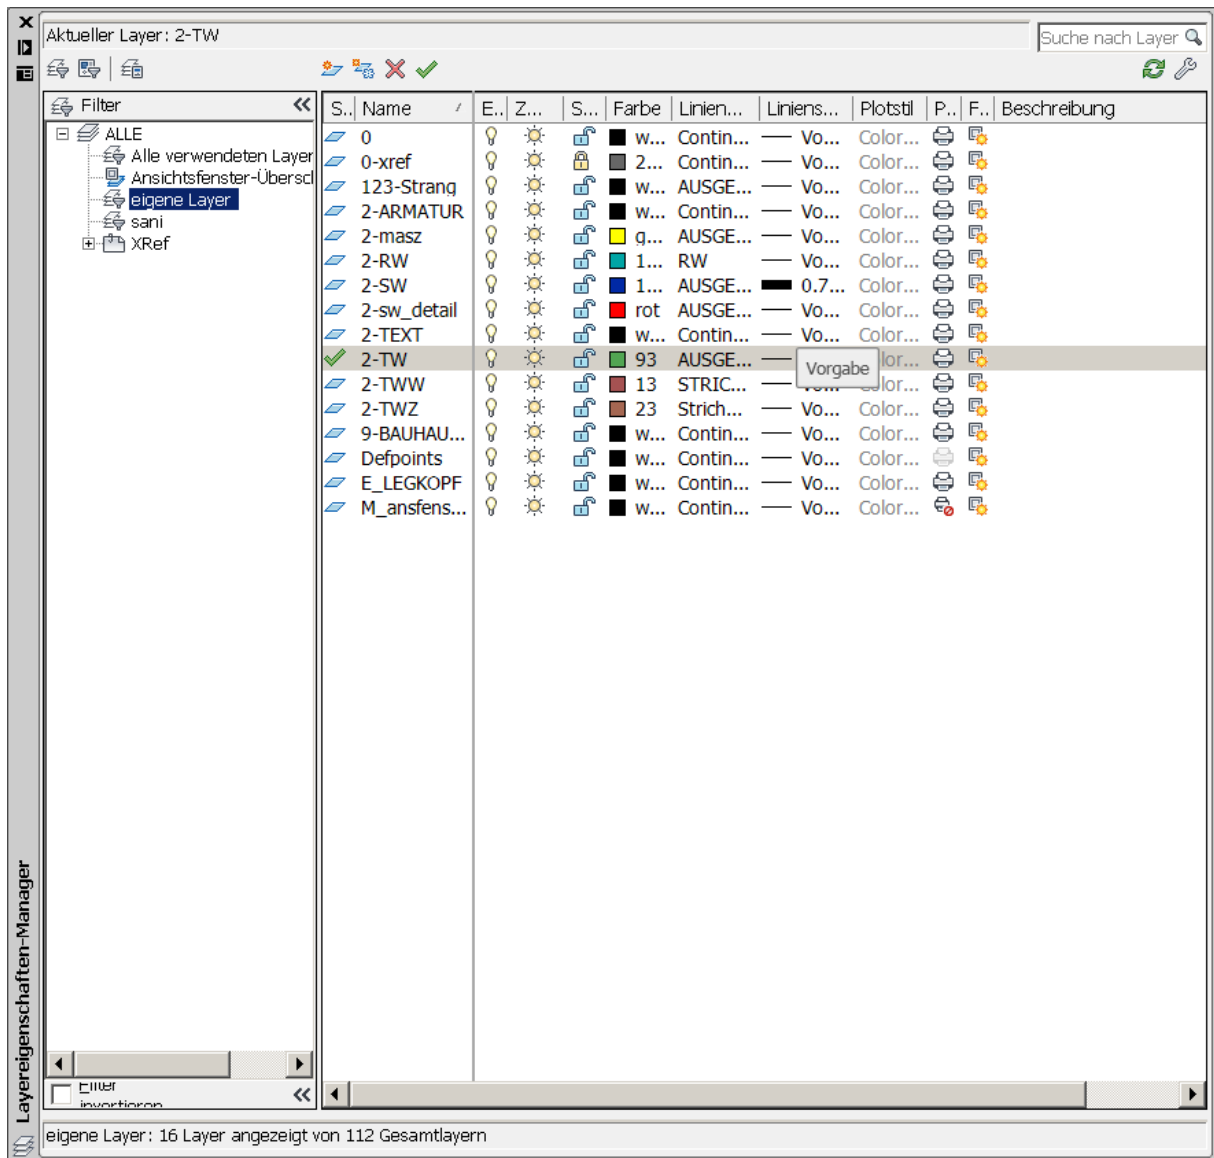 Aktueller Layer: 2-TW
Suche nach Layer
Filter
S.. Name E.. Z... S... Farbe Linien... Liniens... Plotstil P.. F.. Beschreibung
ALLE
Alle verwendeten Layer
Ansichtsfenster-Übersc
eigene Layer
sani
XRef
0 w... Contin... Vo... Color...
0-xref 2... Contin... Vo... Color...
123-Strang w... AUSGE... Vo... Color...
2-ARMATUR w... Contin... Vo... Color...
2-masz g... AUSGE... Vo... Color...
2-RW 1... RW Vo... Color...
2-SW 1... AUSGE... 0.7... Color...
2-sw_detail rot AUSGE... Vo... Color...
2-TEXT w... Contin... Vo... Color...
2-TW 93 AUSGE... lor...
Vorgabe
2-TWW 13 STRIC... Vo... Color...
2-TWZ 23 Strich... Vo... Color...
9-BAUHAU... w... Contin... Vo... Color...
Defpoints w... Contin... Vo... Color...
E_LEGKOPF w... Contin... Vo... Color...
M_ansfens... w... Contin... Vo... Color...
Filter
invertieren
eigene Layer: 16 Layer angezeigt von 112 Gesamtlayern
Layereigenschaften-Manager